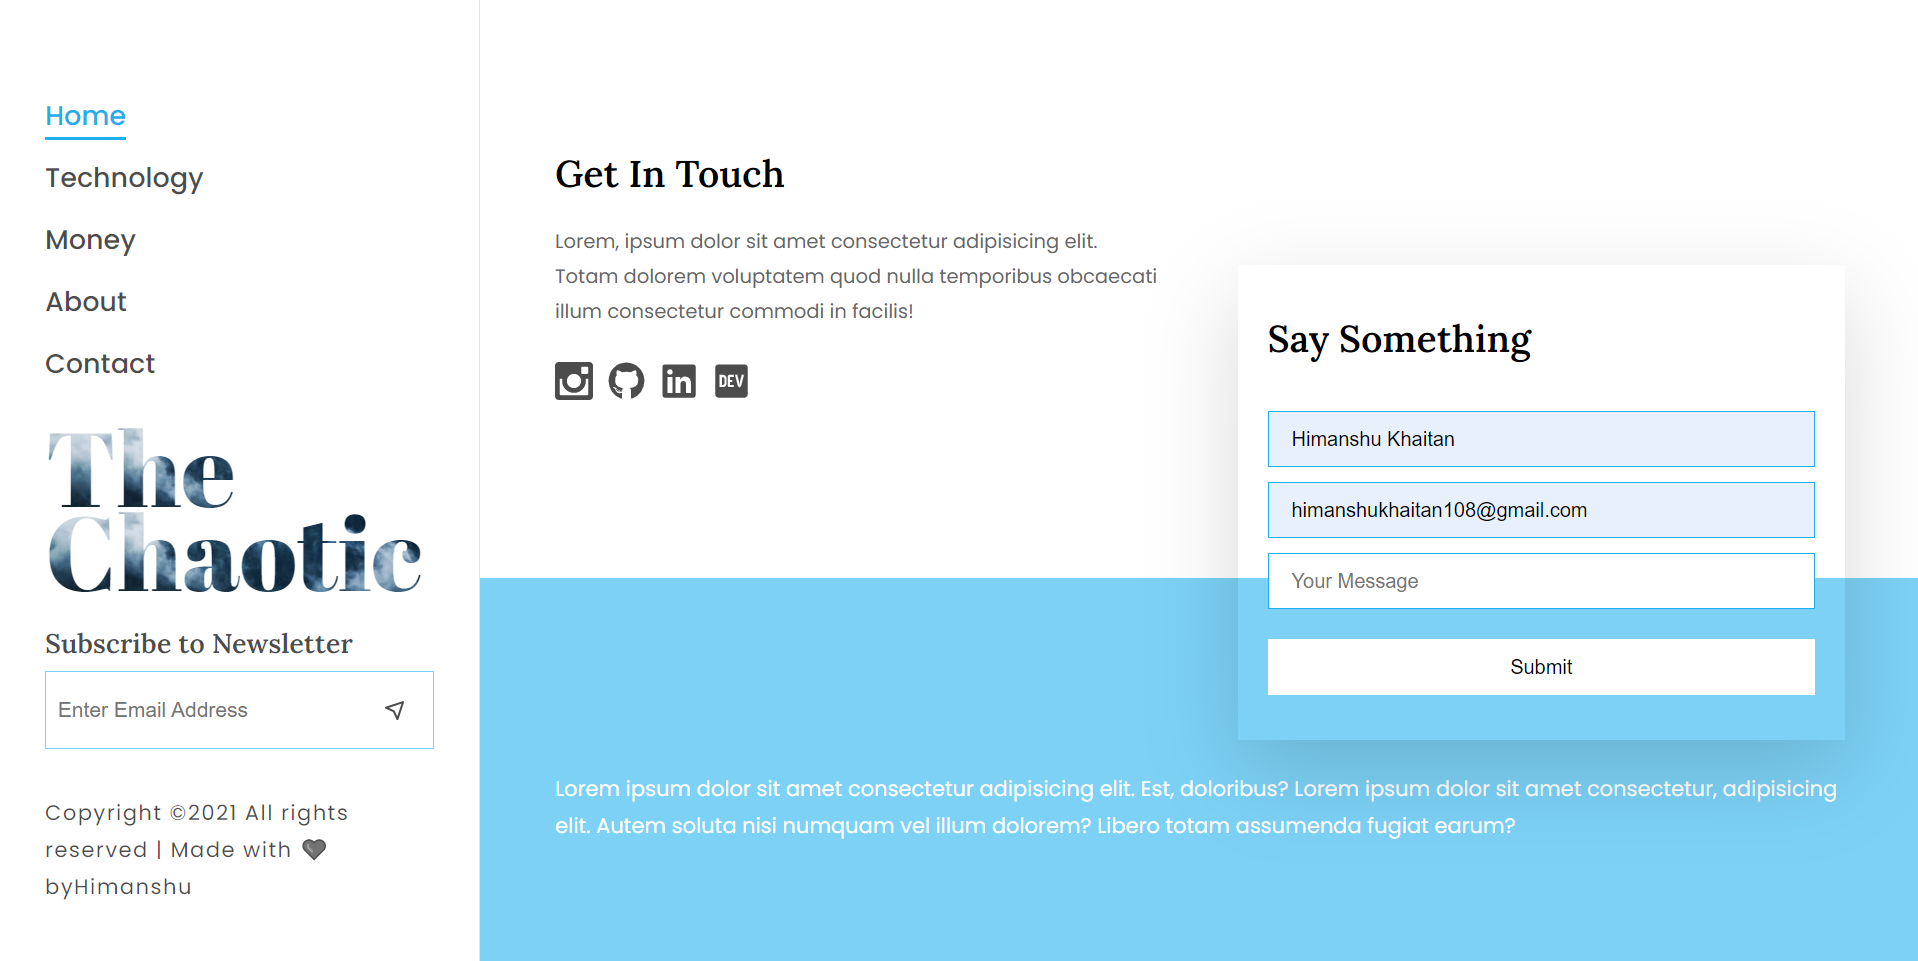 Home
Technology
Money
About
Contact
The
Chaotic
Subscribe to Newsletter
Enter Email Address
Copyright ©2021 All rights
reserved | Made with 🖤
byHimanshu
Get In Touch
Lorem, ipsum dolor sit amet consectetur adipisicing elit.
Totam dolorem voluptatem quod nulla temporibus obcaecati
illum consectetur commodi in facilis!
in
DEV
Say Something
Himanshu Khaitan
himanshukhaitan108@gmail.com
Your Message
Submit
Lorem ipsum dolor sit amet consectetur adipisicing elit. Est, doloribus? Lorem ipsum dolor sit amet consectetur, adipisicing
elit. Autem soluta nisi numquam vel illum dolorem? Libero totam assumenda fugiat earum?